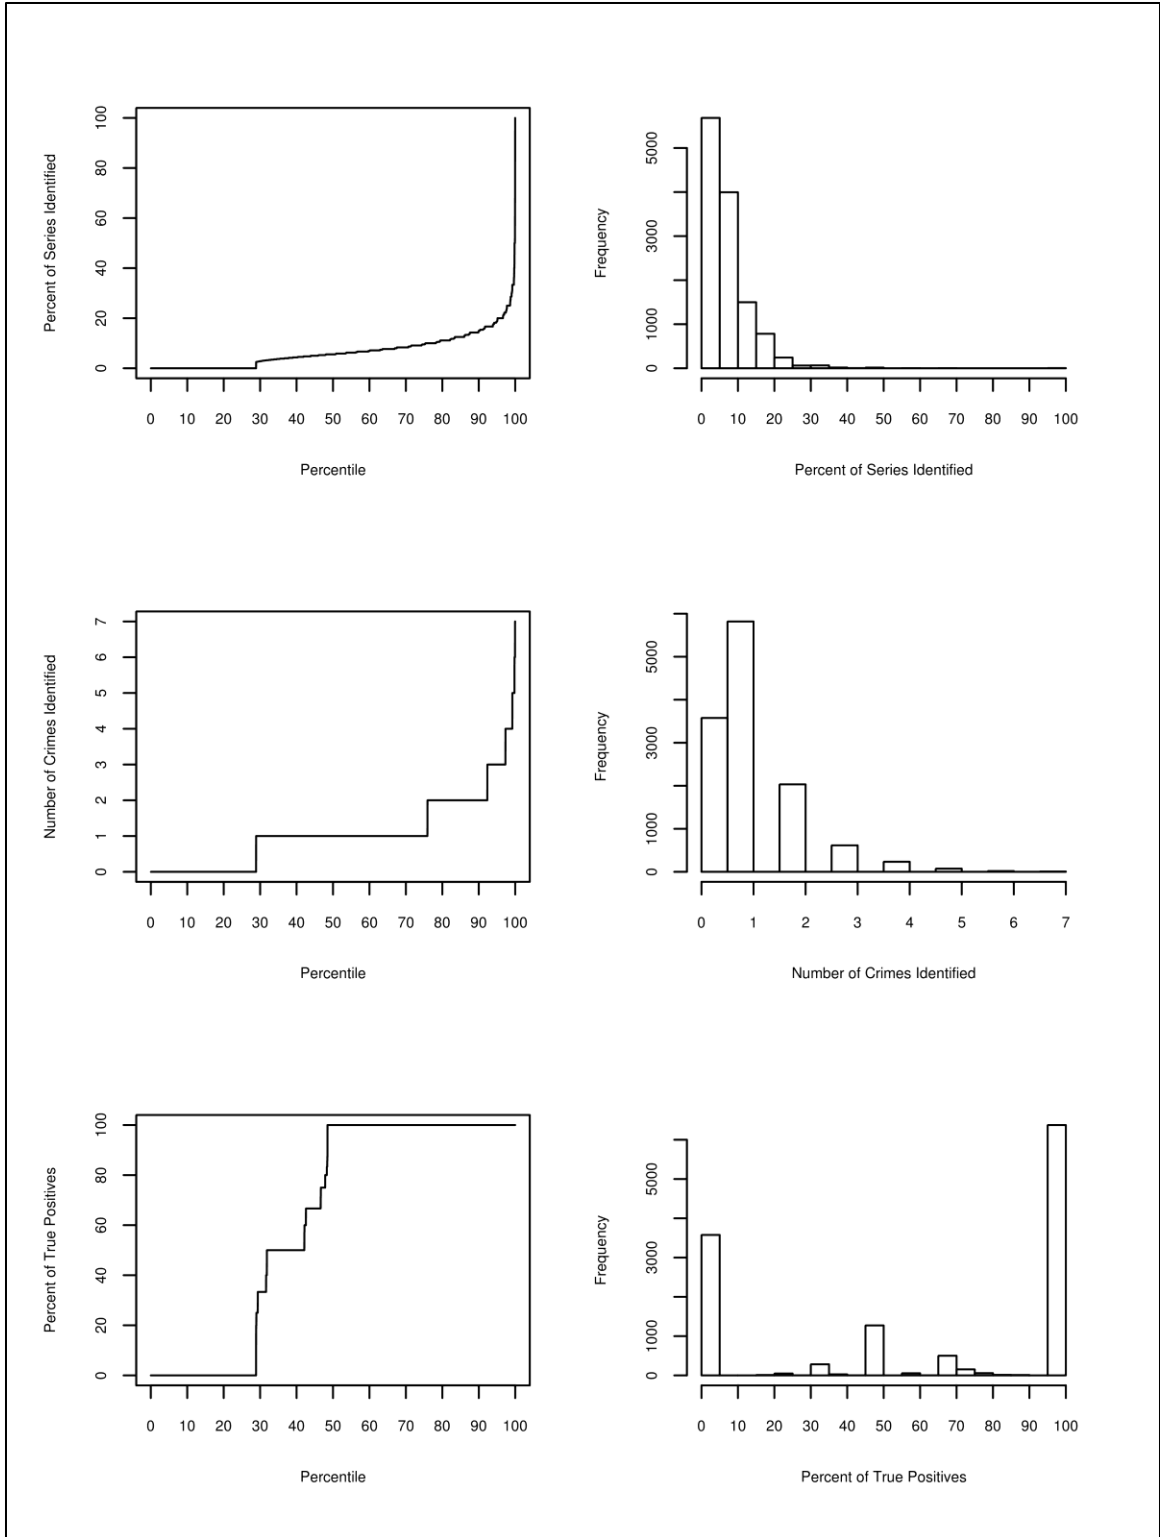 Percent of Series Identified
100
80
60
40
20
0
0 10 20 30 40 50 60 70 80 90 100
Percentile
Frequency
5000
3000
1000
0
0 10 20 30 40 50 60 70 80 90 100
Percent of Series Identified
Number of Crimes Identified
7
6
5
4
3
2
1
0
0 10 20 30 40 50 60 70 80 90 100
Percentile
Frequency
5000
3000
1000
0
0 1 2 3 4 5 6 7
Number of Crimes Identified
Percent of True Positives
100
80
60
40
20
0
0 10 20 30 40 50 60 70 80 90 100
Percentile
Frequency
5000
3000
1000
0
0 10 20 30 40 50 60 70 80 90 100
Percent of True Positives